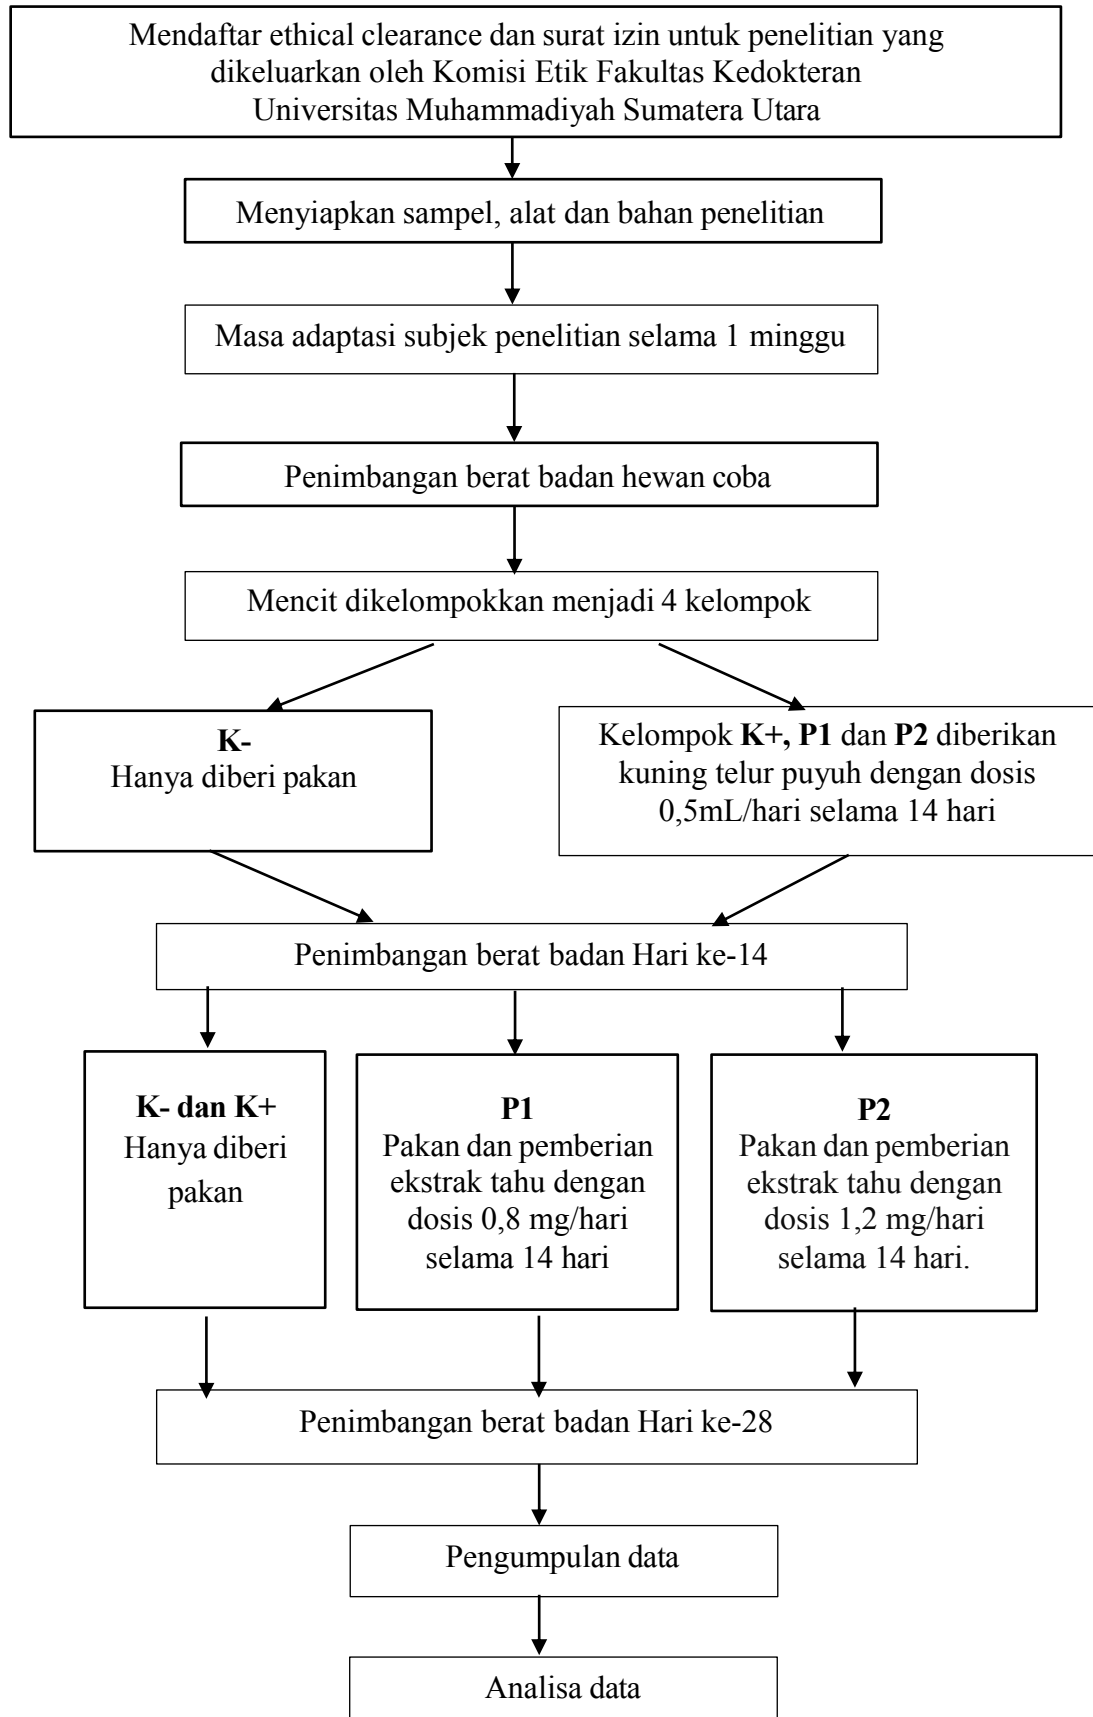 Mendaftar ethical clearance dan surat izin untuk penelitian yang
dikeluarkan oleh Komisi Etik Fakultas Kedokteran
Universitas Muhammadiyah Sumatera Utara
Menyiapkan sampel, alat dan bahan penelitian
Masa adaptasi subjek penelitian selama 1 minggu
Penimbangan berat badan hewan coba
Mencit dikelompokkan menjadi 4 kelompok
K-
Hanya diberi pakan
Kelompok K+, P1 dan P2 diberikan
kuning telur puyuh dengan dosis
0,5mL/hari selama 14 hari
Penimbangan berat badan Hari ke-14
K- dan K+
Hanya diberi
pakan
P1
Pakan dan pemberian
ekstrak tahu dengan
dosis 0,8 mg/hari
selama 14 hari
P2
Pakan dan pemberian
ekstrak tahu dengan
dosis 1,2 mg/hari
selama 14 hari.
Penimbangan berat badan Hari ke-28
Pengumpulan data
Analisa data